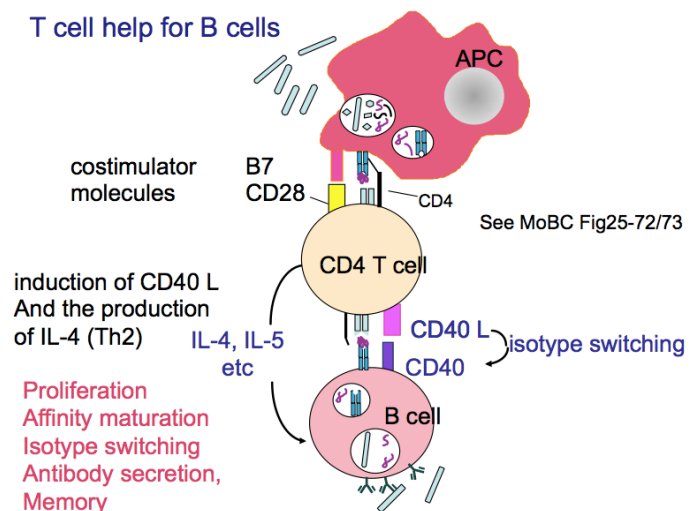 T cell help for B cells
APC
costimulator
molecules
B7
CD28
CD4
See MoBC Fig25-72/73
CD4 T cell
induction of CD40 L
And the production
of IL-4 (Th2)
IL-4, IL-5
etc
CD40 L
isotype switching
CD40
Proliferation
Affinity maturation
Isotype switching
Antibody secretion,
Memory
B cell